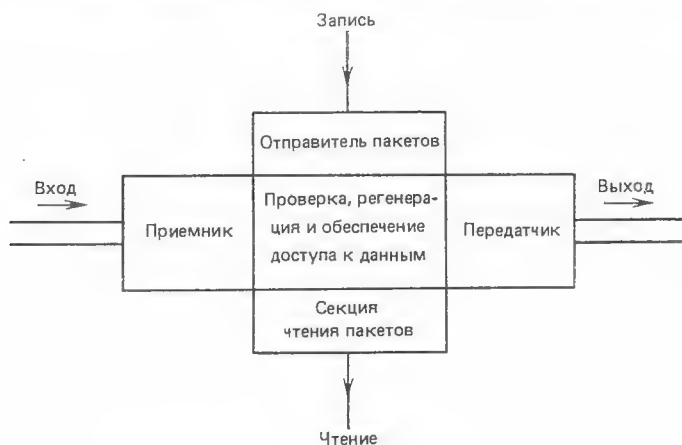 Запись
Отправитель пакетов
Вход
Приемник
Проверка, регенера-
ция и обеспечение
доступа к данным
Передатчик
Выход
Секция
чтения пакетов
Чтение